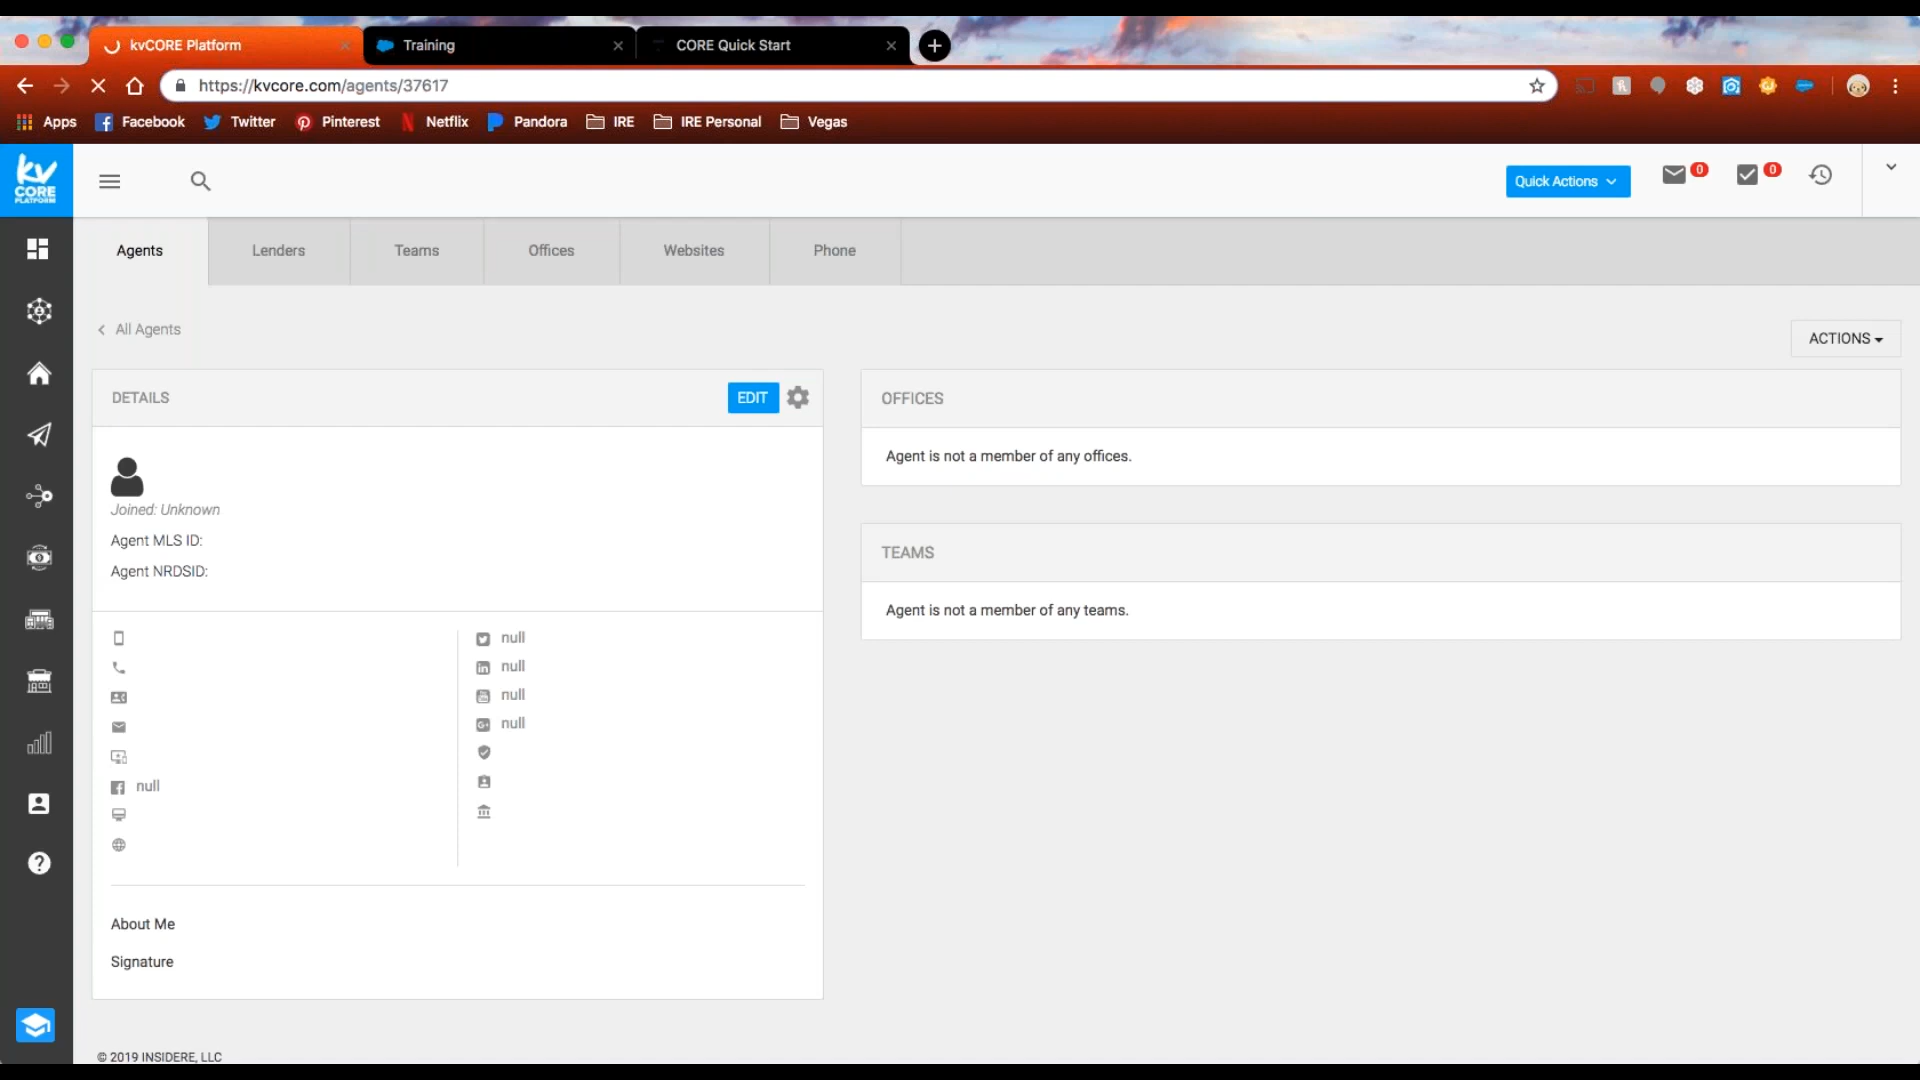 kvCORE Platform
Training
CORE Quick Start
https://kvcore.com/agents/37617
Apps Facebook Twitter Pinterest Netflix Pandora IRE IRE Personal Vegas
kv
CORE
PLATFORM
Quick Actions
0
0
Agents Lenders Teams Offices Websites Phone
All Agents
ACTIONS
DETAILS
EDIT
Joined: Unknown
Agent MLS ID:
Agent NRDSID:
null
null
null
null
null
About Me
Signature
OFFICES
Agent is not a member of any offices.
TEAMS
Agent is not a member of any teams.
© 2019 INSIDERE, LLC